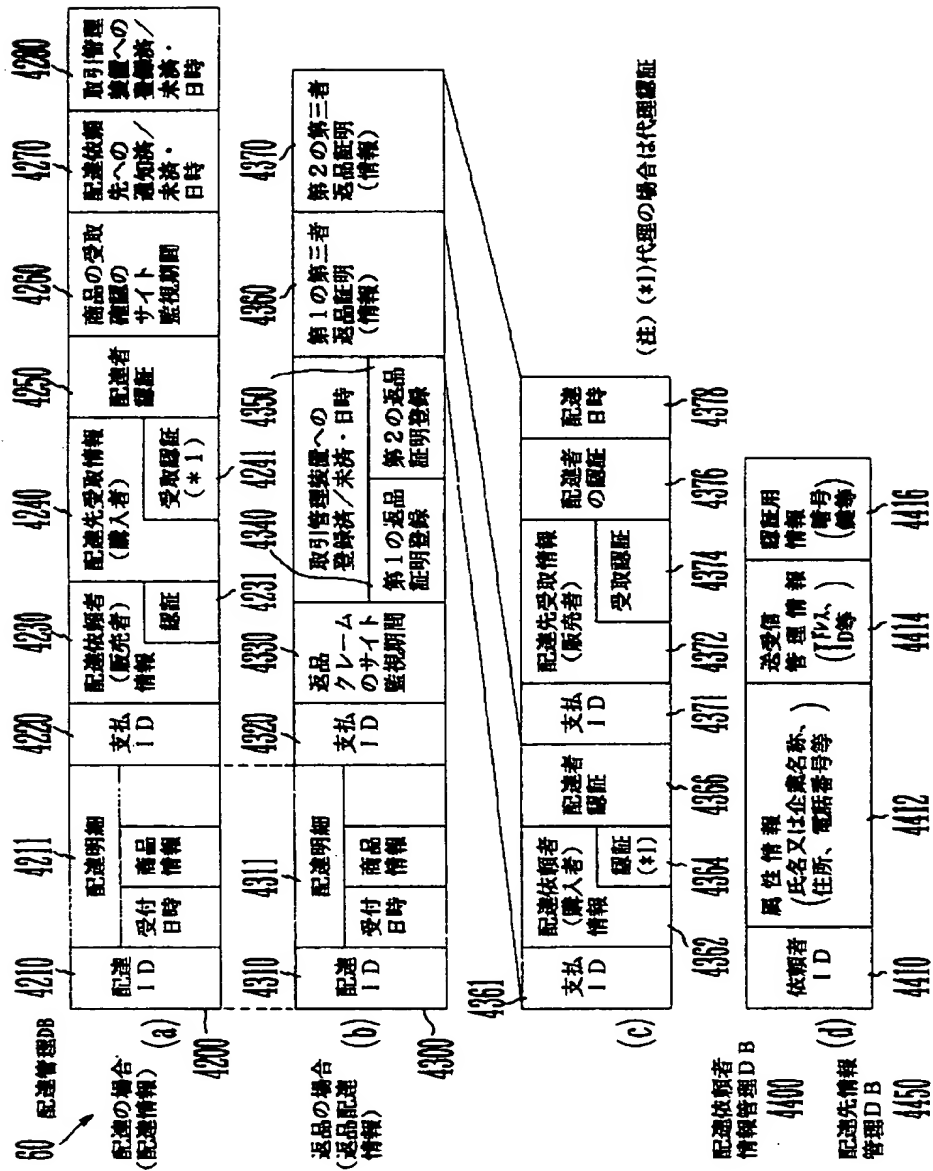 60 配達管理DB
配達の場合
(配達情報)
(a)
4200
4210
4211
4220
4230
4231
4240
4241
4250
4260
4270
4280
配達
ID
配達明細
受付
日時
商品
情報
支払
ID
配達依頼者
(販売者)
情報
認証
配達先受取情報
(購入者)
受取認証
(*1)
配達者
認証
商品の受取
確認の
サイト
監視期間
配達依頼
先への
通知済/
未済・
日時
取引管理
装置への
登録済/
未済・
日時
返品の場合
(返品配達
情報)
(b)
4300
4310
4311
4320
4330
4340
4350
4360
4370
配達
ID
配達明細
受付
日時
商品
情報
支払
ID
返品
クレーム
のサイト
監視期間
取引管理装置への
登録済/未済・日時
第1の返品
証明登録
第2の返品
証明登録
第1の第三者
返品証明
(情報)
第2の第三者
返品証明
(情報)
(c)
4361
支払
ID
配達依頼者
(購入者)
情報
認証
(*1)
配達者
認証
支払
ID
配達先受取情報
(販売者)
受取認証
配達者
の認証
配達
日時
4362
4364
4366
4371
4372
4374
4376
4378
(注) (*1)代理の場合は代理認証
配達依頼者
情報管理DB
4400
(d)
配達先情報
管理DB
4450
依頼者
ID
属性情報
(氏名又は企業名称、
住所、電話番号等)
送受信
管理情報
(アドレス、
ID等)
認証用
情報
(暗号
鍵等)
4410
4412
4414
4416